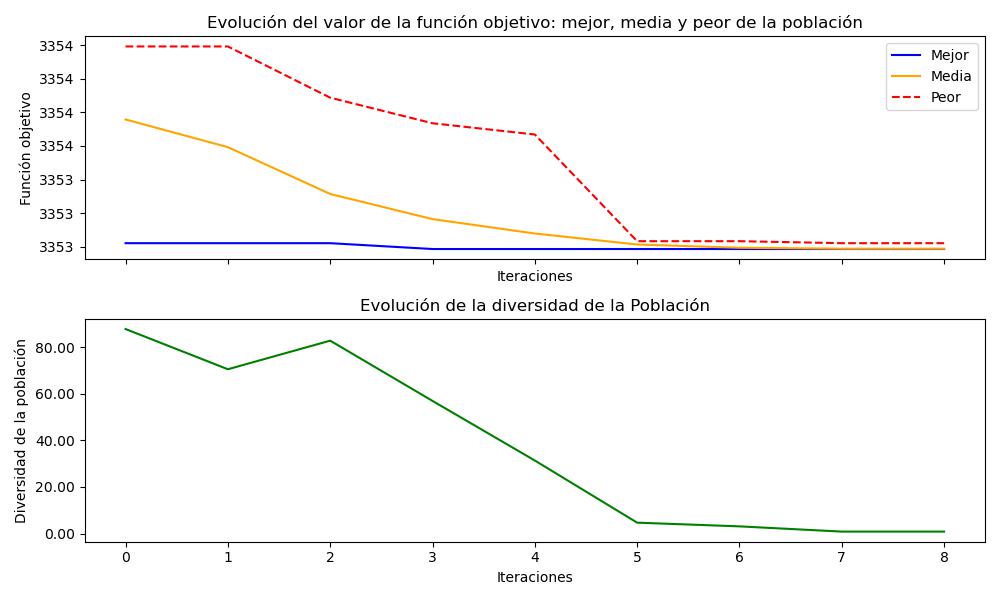 Evolución del valor de la función objetivo: mejor, media y peor de la población
Función objetivo
3354
3354
3354
3354
3353
3353
3353
Mejor
Media
Peor
Iteraciones
Evolución de la diversidad de la Población
Diversidad de la población
80.00
60.00
40.00
20.00
0.00
0 1 2 3 4 5 6 7 8
Iteraciones